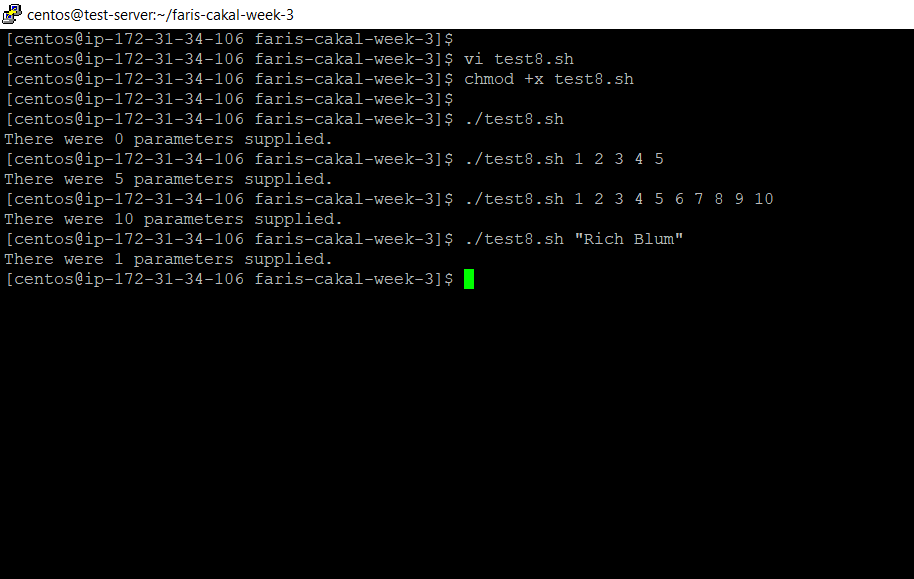 centos@test-server:~/faris-cakal-week-3
[centos@ip-172-31-34-106 faris-cakal-week-3]$
[centos@ip-172-31-34-106 faris-cakal-week-3]$ vi test8.sh
[centos@ip-172-31-34-106 faris-cakal-week-3]$ chmod +x test8.sh
[centos@ip-172-31-34-106 faris-cakal-week-3]$
[centos@ip-172-31-34-106 faris-cakal-week-3]$ ./test8.sh
There were 0 parameters supplied.
[centos@ip-172-31-34-106 faris-cakal-week-3]$ ./test8.sh 1 2 3 4 5
There were 5 parameters supplied.
[centos@ip-172-31-34-106 faris-cakal-week-3]$ ./test8.sh 1 2 3 4 5 6 7 8 9 10
There were 10 parameters supplied.
[centos@ip-172-31-34-106 faris-cakal-week-3]$ ./test8.sh "Rich Blum"
There were 1 parameters supplied.
[centos@ip-172-31-34-106 faris-cakal-week-3]$